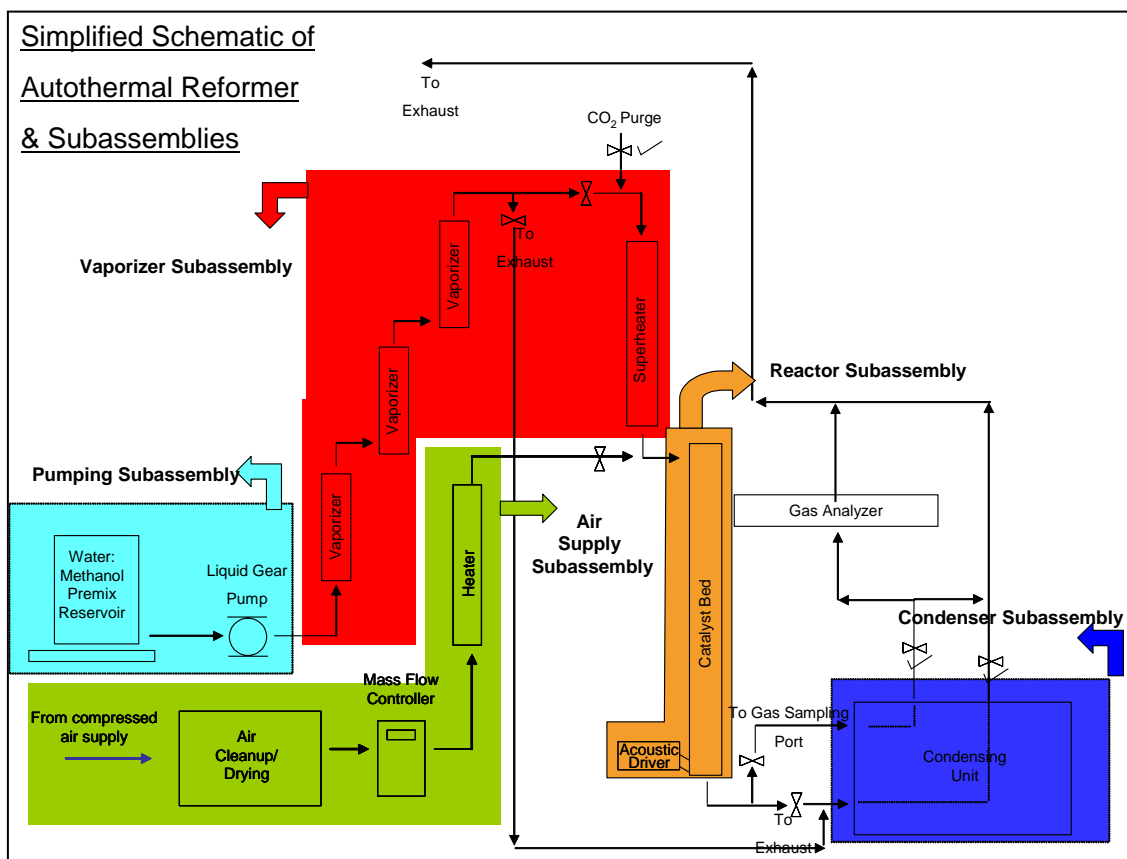 Simplified Schematic of
Autothermal Reformer
& Subassemblies
To
Exhaust
CO2 Purge
Vaporizer Subassembly
To
Exhaust
Vaporizer
Vaporizer
Vaporizer
Superheater
Reactor Subassembly
Pumping Subassembly
Water:
Methanol
Premix
Reservoir
Liquid Gear
Pump
Heater
Air
Supply
Subassembly
Gas Analyzer
Catalyst Bed
Condenser Subassembly
Mass Flow
Controller
From compressed
air supply
Air
Cleanup/
Drying
To Gas Sampling
Port
Acoustic
Driver
Condensing
Unit
To
Exhaust